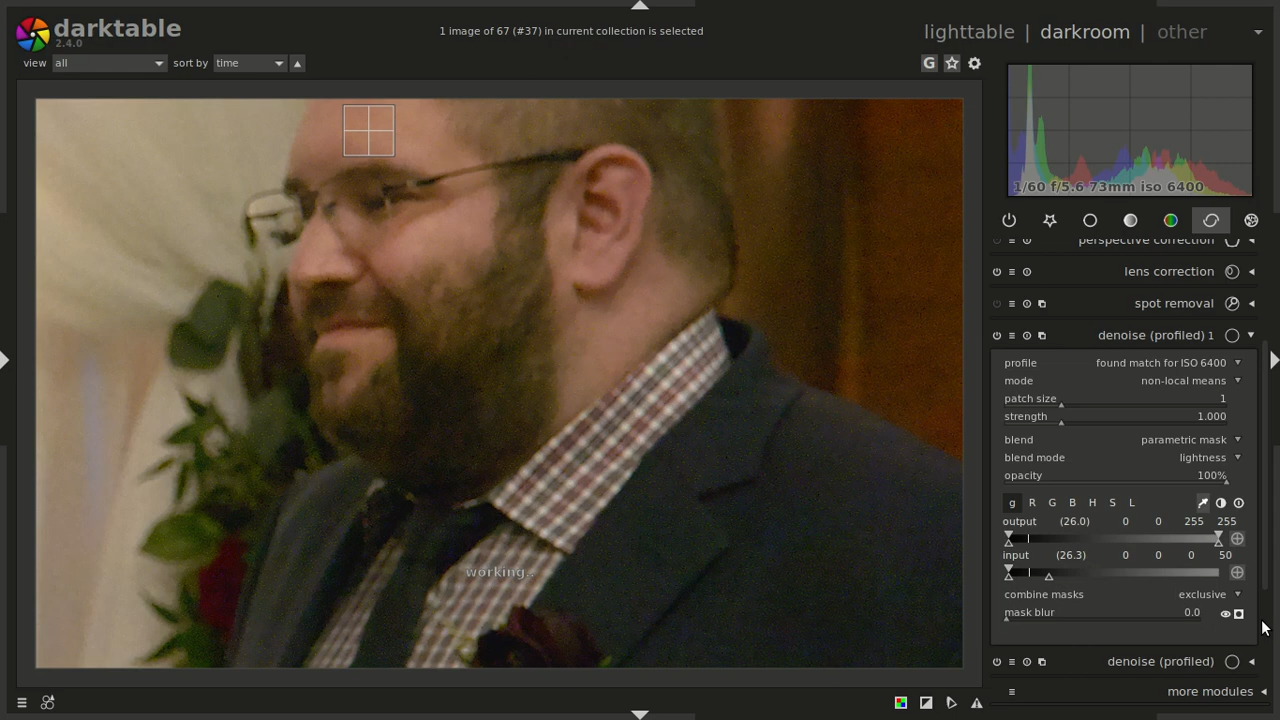 darktable
2.4.0
1 image of 67 (#37) in current collection is selected
lighttable | darkroom | other
view all sort by time
G
1/60 f/5.6 73mm iso 6400
perspective correction
lens correction
spot removal
denoise (profiled) 1
profile found match for ISO 6400
mode non-local means
patch size 1
strength 1.000
blend parametric mask
blend mode lightness
opacity 100%
g R G B H S L
output (26.0) 0 0 255 255
input (26.3) 0 0 0 50
combine masks exclusive
mask blur 0.0
working..
denoise (profiled)
more modules